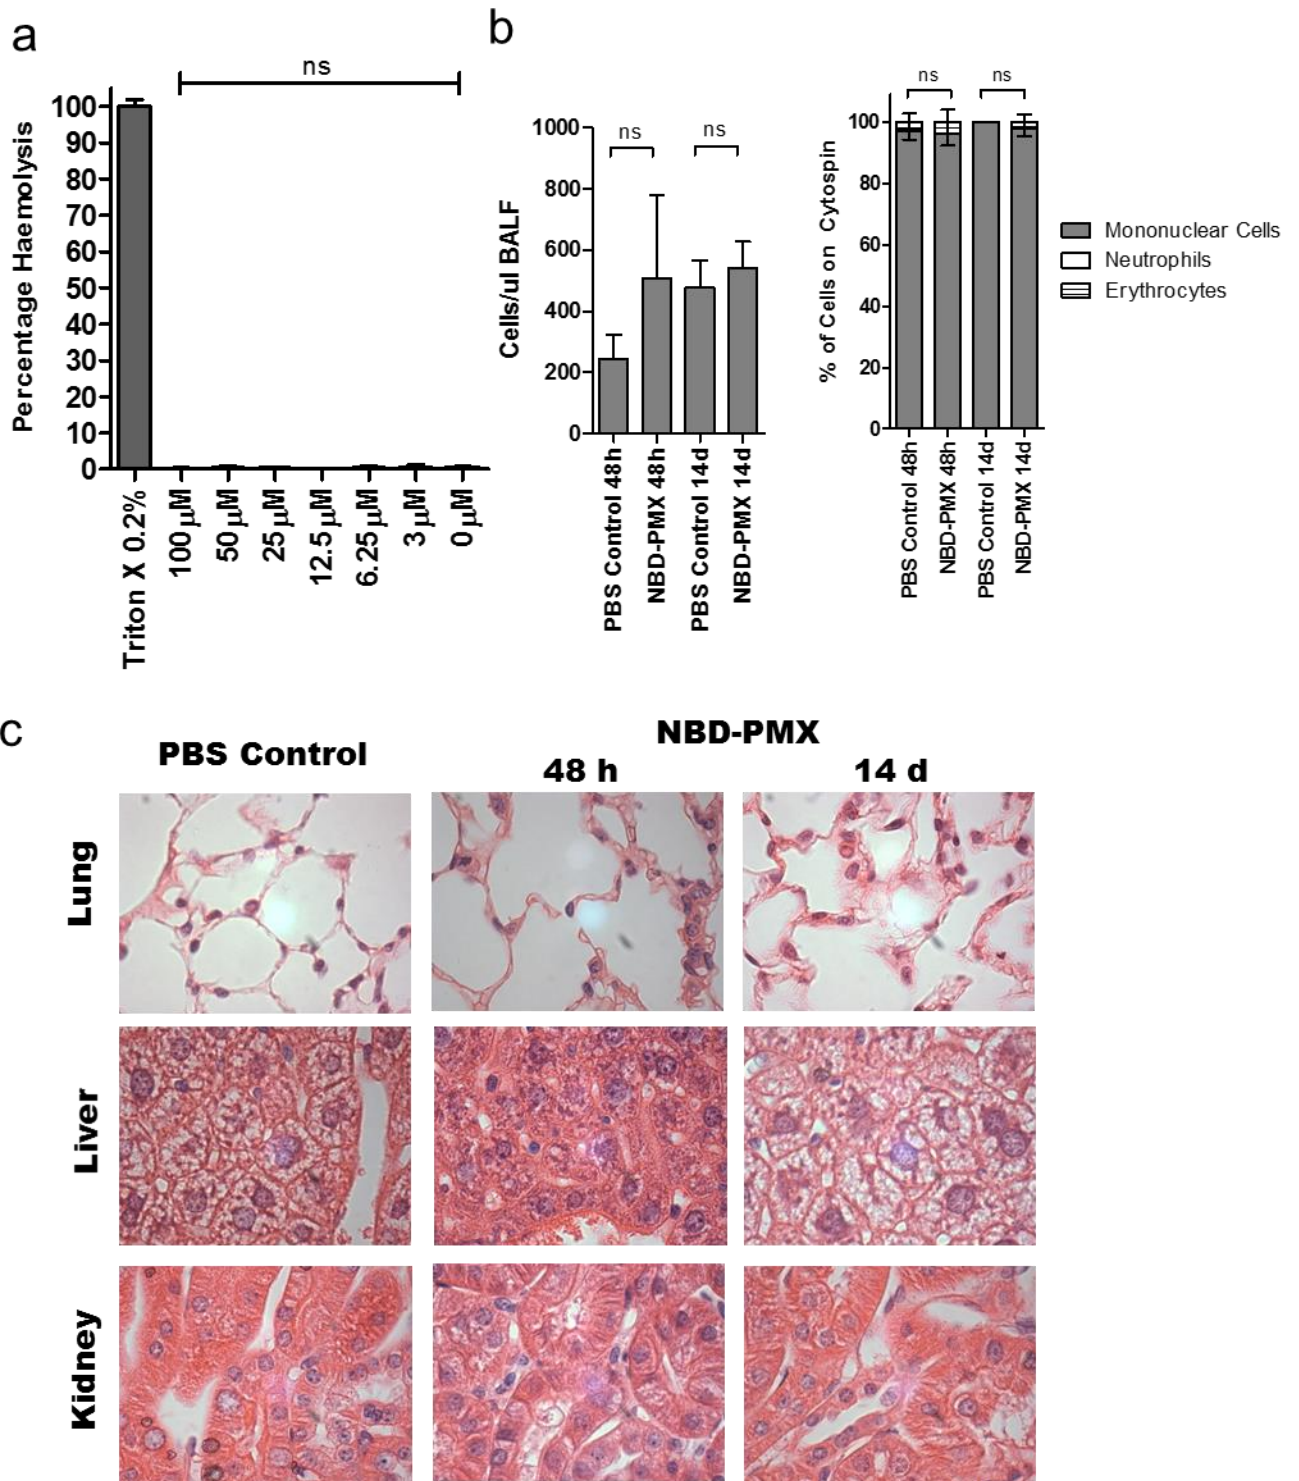 a
ns
Percentage Haemolysis
100
90
80
70
60
50
40
30
20
10
0
Triton X 0.2%
100μM
50μM
25μM
12.5μM
6.25μM
3μM
0μM
b
ns
ns
Cells/ul BALF
1000
800
600
400
200
0
PBS Control 48h
NBD-PMX 48h
PBS Control 14d
NBD-PMX 14d
ns
ns
% of Cells on Cytospin
100
80
60
40
20
0
PBS Control 48h
NBD-PMX 48h
PBS Control 14d
NBD-PMX 14d
Mononuclear Cells
Neutrophils
Erythrocytes
c
PBS Control
NBD-PMX
48 h
14 d
Lung
Liver
Kidney